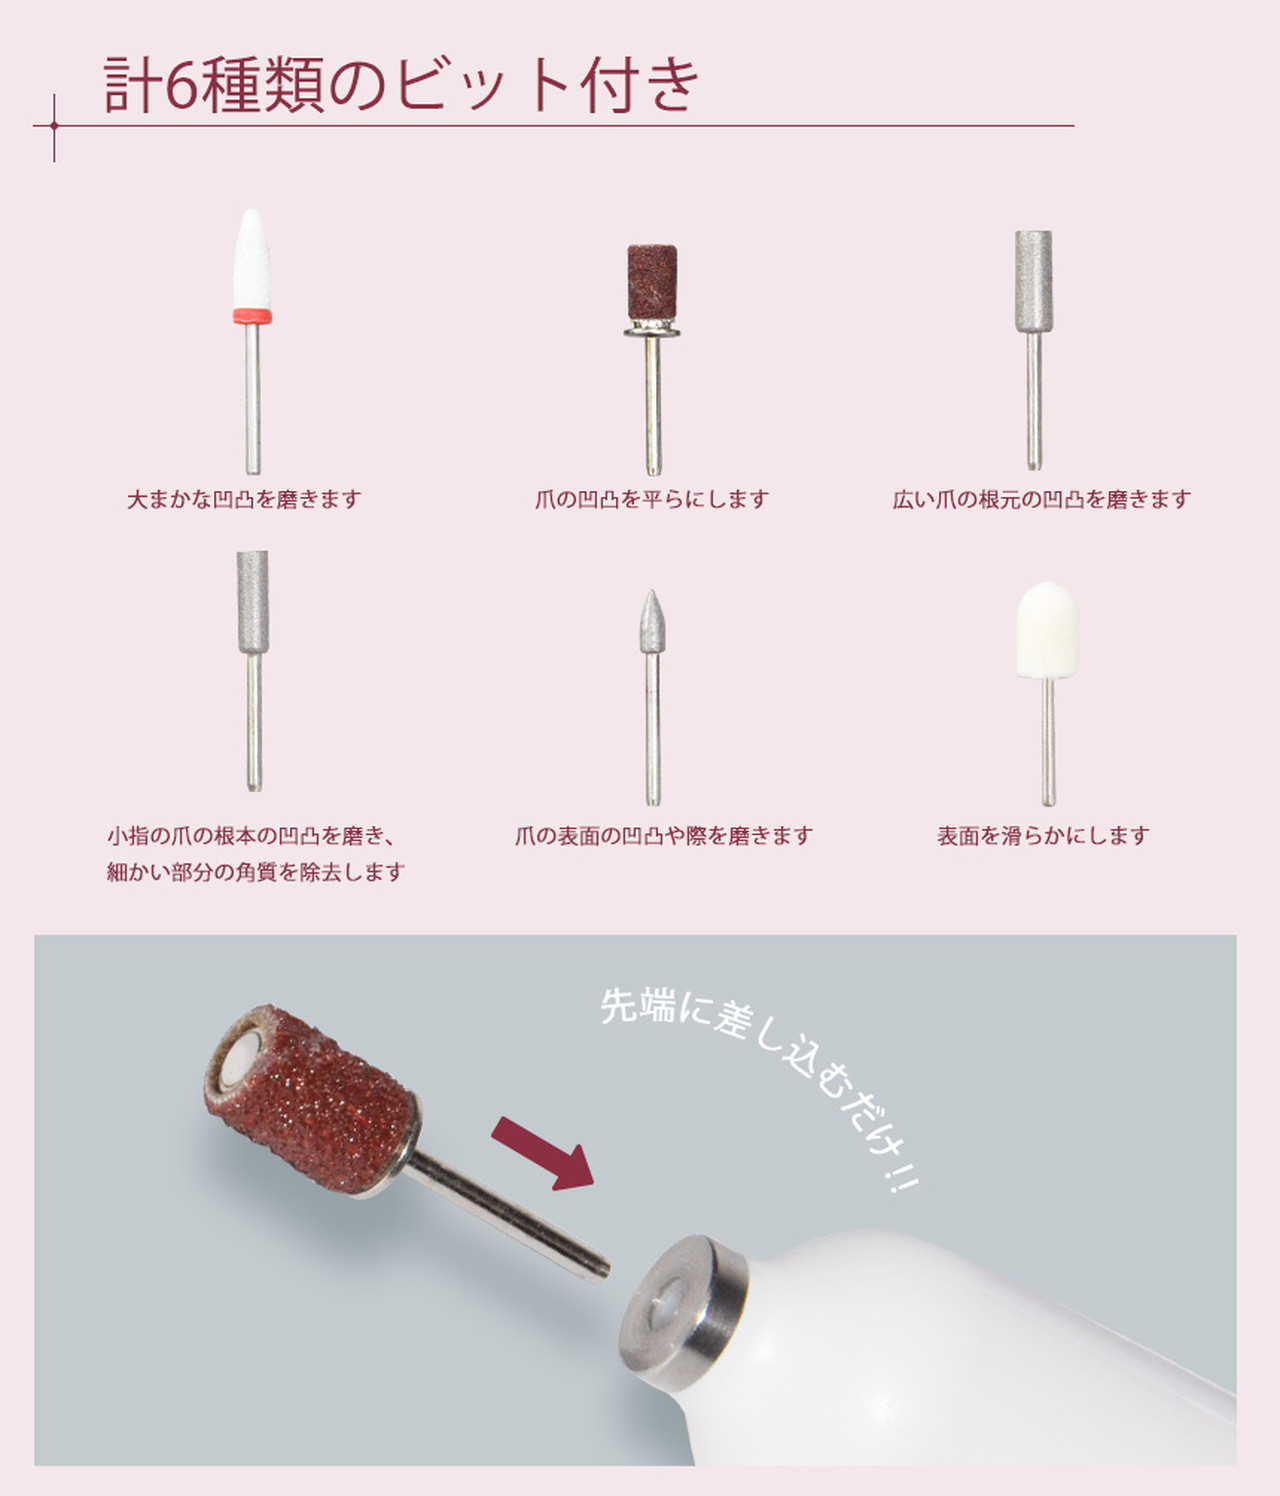 計6種類のビット付き
大まかな凹凸を磨きます
爪の凹凸を平らにします
広い爪の根元の凹凸を磨きます
小指の爪の根本の凹凸を磨き、
細かい部分の角質を除去します
爪の表面の凹凸や際を磨きます
表面を滑らかにします
先端に差し込むだけ!!